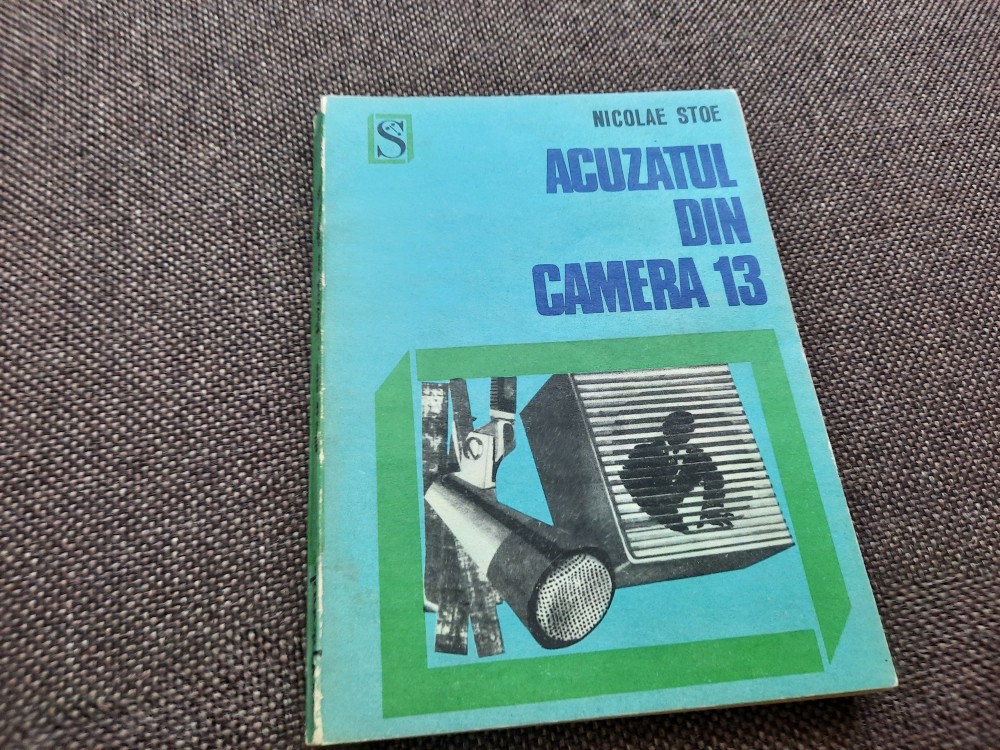 S
NICOLAE STOE
ACUZATUL
DIN
CAMERA 13